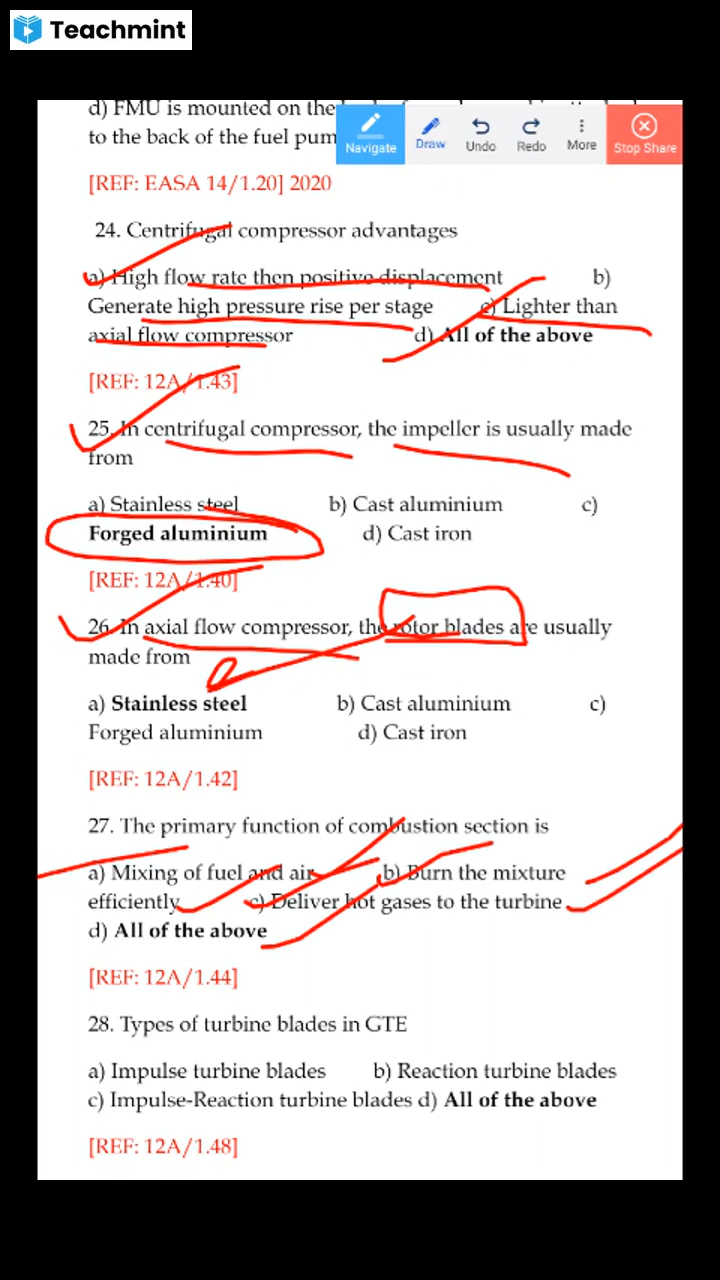 Teachmint
d) FMU is mounted on the
to the back of the fuel pum
Navigate
Draw
Undo
Redo
More
Stop Share
[REF: EASA 14/1.20] 2020
24. Centrifugal compressor advantages
a) High flow rate then positive displacement b)
Generate high pressure rise per stage c) Lighter than
axial flow compressor d) All of the above
[REF: 12A/1.43]
25. In centrifugal compressor, the impeller is usually made
from
a) Stainless steel b) Cast aluminium c)
Forged aluminium d) Cast iron
[REF: 12A/1.40]
26. In axial flow compressor, the rotor blades are usually
made from
a) Stainless steel b) Cast aluminium c)
Forged aluminium d) Cast iron
[REF: 12A/1.42]
27. The primary function of combustion section is
a) Mixing of fuel and air b) Burn the mixture
efficiently c) Deliver hot gases to the turbine
d) All of the above
[REF: 12A/1.44]
28. Types of turbine blades in GTE
a) Impulse turbine blades b) Reaction turbine blades
c) Impulse-Reaction turbine blades d) All of the above
[REF: 12A/1.48]